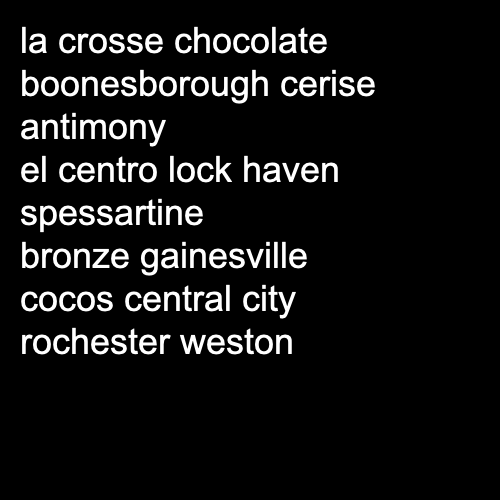 la crosse chocolate
boonesborough cerise
antimony
el centro lock haven
spessartine
bronze gainesville
cocos central city
rochester weston